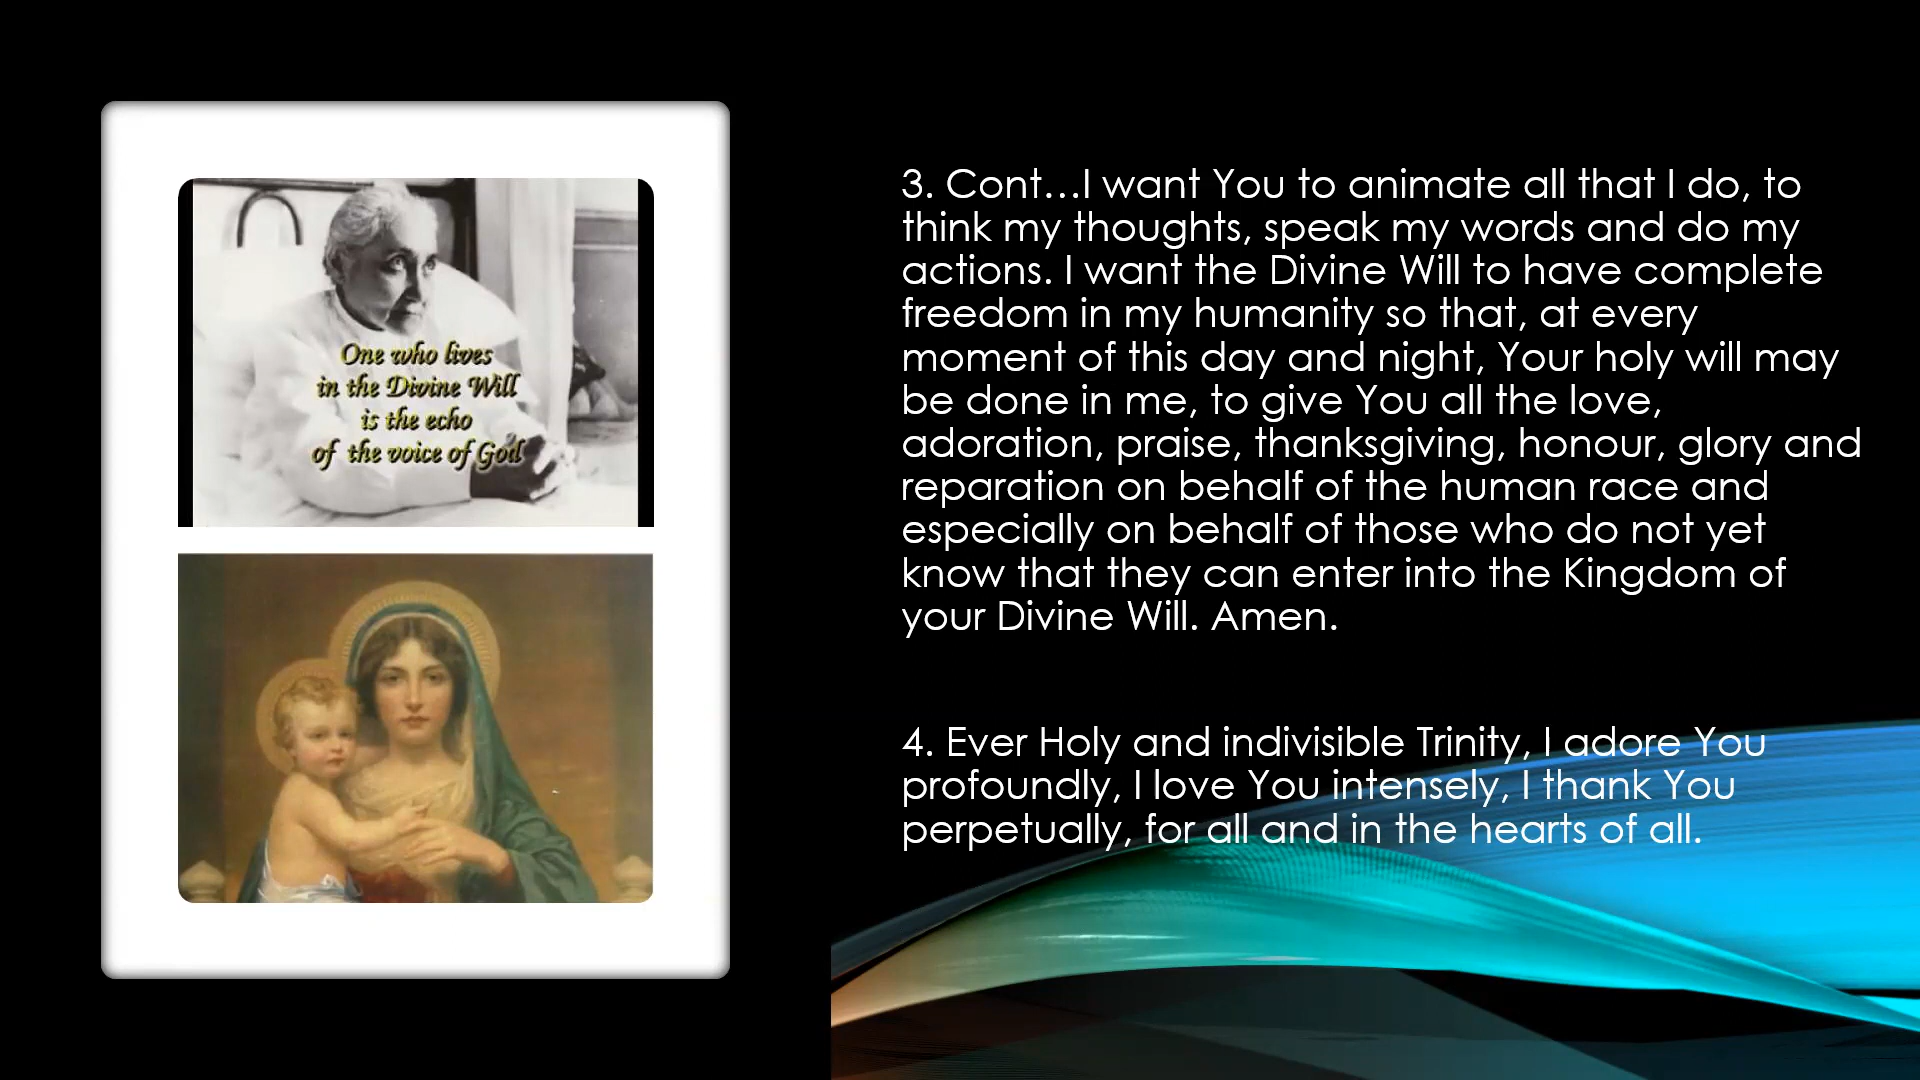 One who lives
in the Divine Will
is the echo
of the voice of God
3. Cont...I want You to animate all that I do, to
think my thoughts, speak my words and do my
actions. I want the Divine Will to have complete
freedom in my humanity so that, at every
moment of this day and night, Your holy will may
be done in me, to give You all the love,
adoration, praise, thanksgiving, honour, glory and
reparation on behalf of the human race and
especially on behalf of those who do not yet
know that they can enter into the Kingdom of
your Divine Will. Amen.
4. Ever Holy and indivisible Trinity, I adore You
profoundly, I love You intensely, I thank You
perpetually, for all and in the hearts of all.